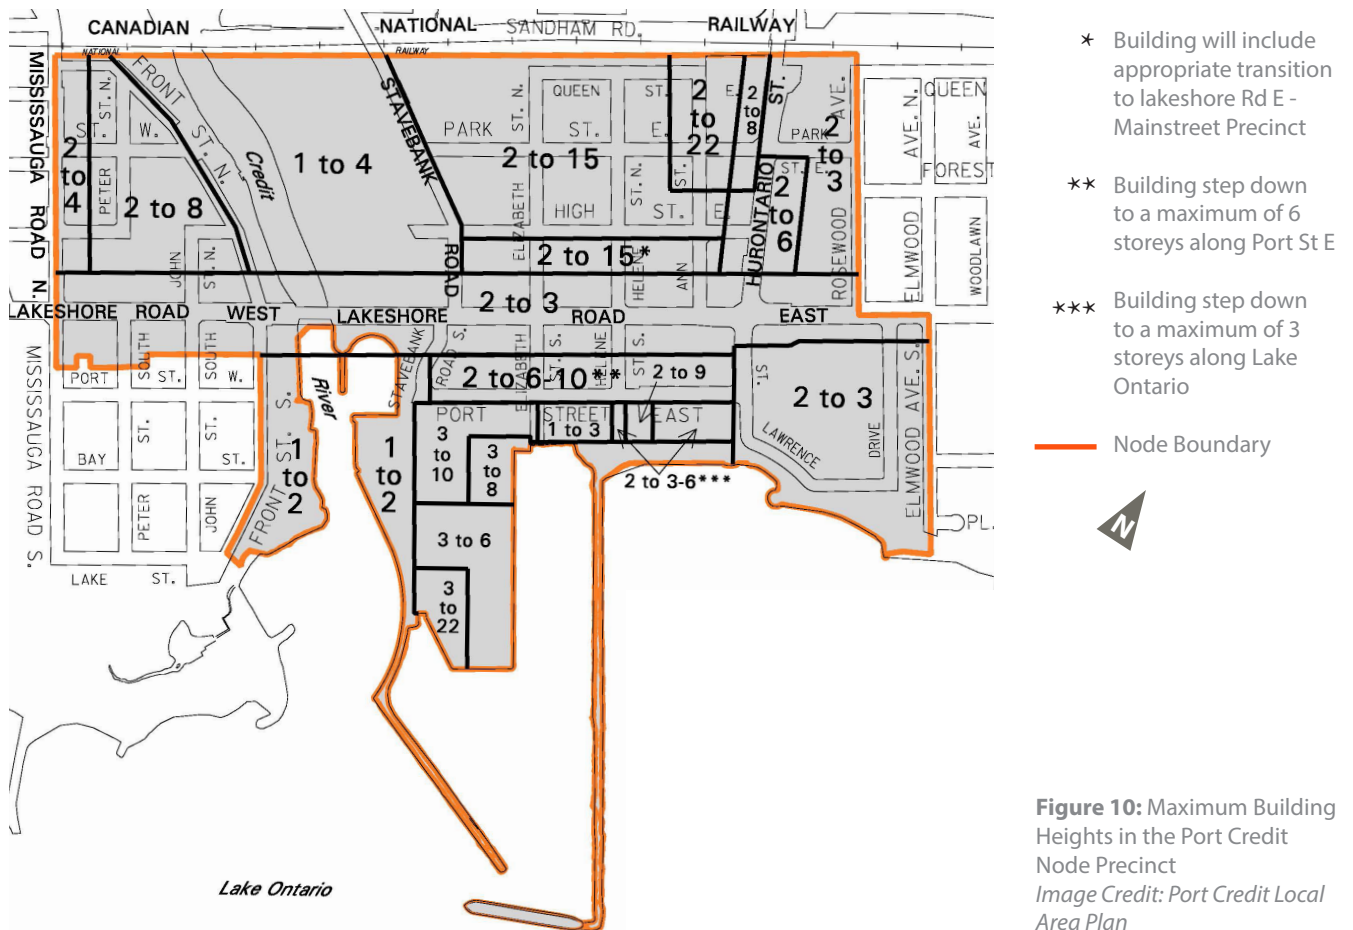 CANADIAN
NATIONAL
SANDHAM RD.
RAILWAY
NATIONAL
RAILWAY
MISSISSAUGA ROAD N.
FRONT ST. N.
STAVEBANK ROAD
ST. N.
ST. W.
PETER
2 to 4
2 to 8
JOHN
ST. N.
Credit
1 to 4
PARK ST. E.
QUEEN ST. E.
ST. N.
ELIZABETH
2 to 15
HIGH ST. E.
ST. N.
HELENE
ST.
ANN
2 to 22
2 to 8
HURONTARIO ST.
PARK
ST. E.
2 to 6
2 to 3
AVE.
ROSEWOOD
AVE. N.
ELMWOOD
QUEEN
AVE.
FOREST
WOODLAWN
2 to 15*
2 to 3
LAKESHORE ROAD WEST
LAKESHORE ROAD EAST
MISSISSAUGA ROAD S.
PORT ST. W.
SOUTH
SOUTH
BAY ST.
ST.
ST.
PETER
JOHN
LAKE ST.
FRONT ST. S.
1 to 2
River
STAVEBANK ROAD S.
1 to 2
ELIZABETH
ST. S.
HELENE
ST. S.
2 to 6-10**
2 to 9
PORT STREET EAST
1 to 3
3 to 10
3 to 8
2 to 3-6***
3 to 6
3 to 22
ST.
LAWRENCE
DRIVE
2 to 3
ELMWOOD AVE. S.
PL.
Lake Ontario
* Building will include
appropriate transition
to lakeshore Rd E -
Mainstreet Precinct
** Building step down
to a maximum of 6
storeys along Port St E
*** Building step down
to a maximum of 3
storeys along Lake
Ontario
Node Boundary
N
Figure 10: Maximum Building
Heights in the Port Credit
Node Precinct
Image Credit: Port Credit Local
Area Plan